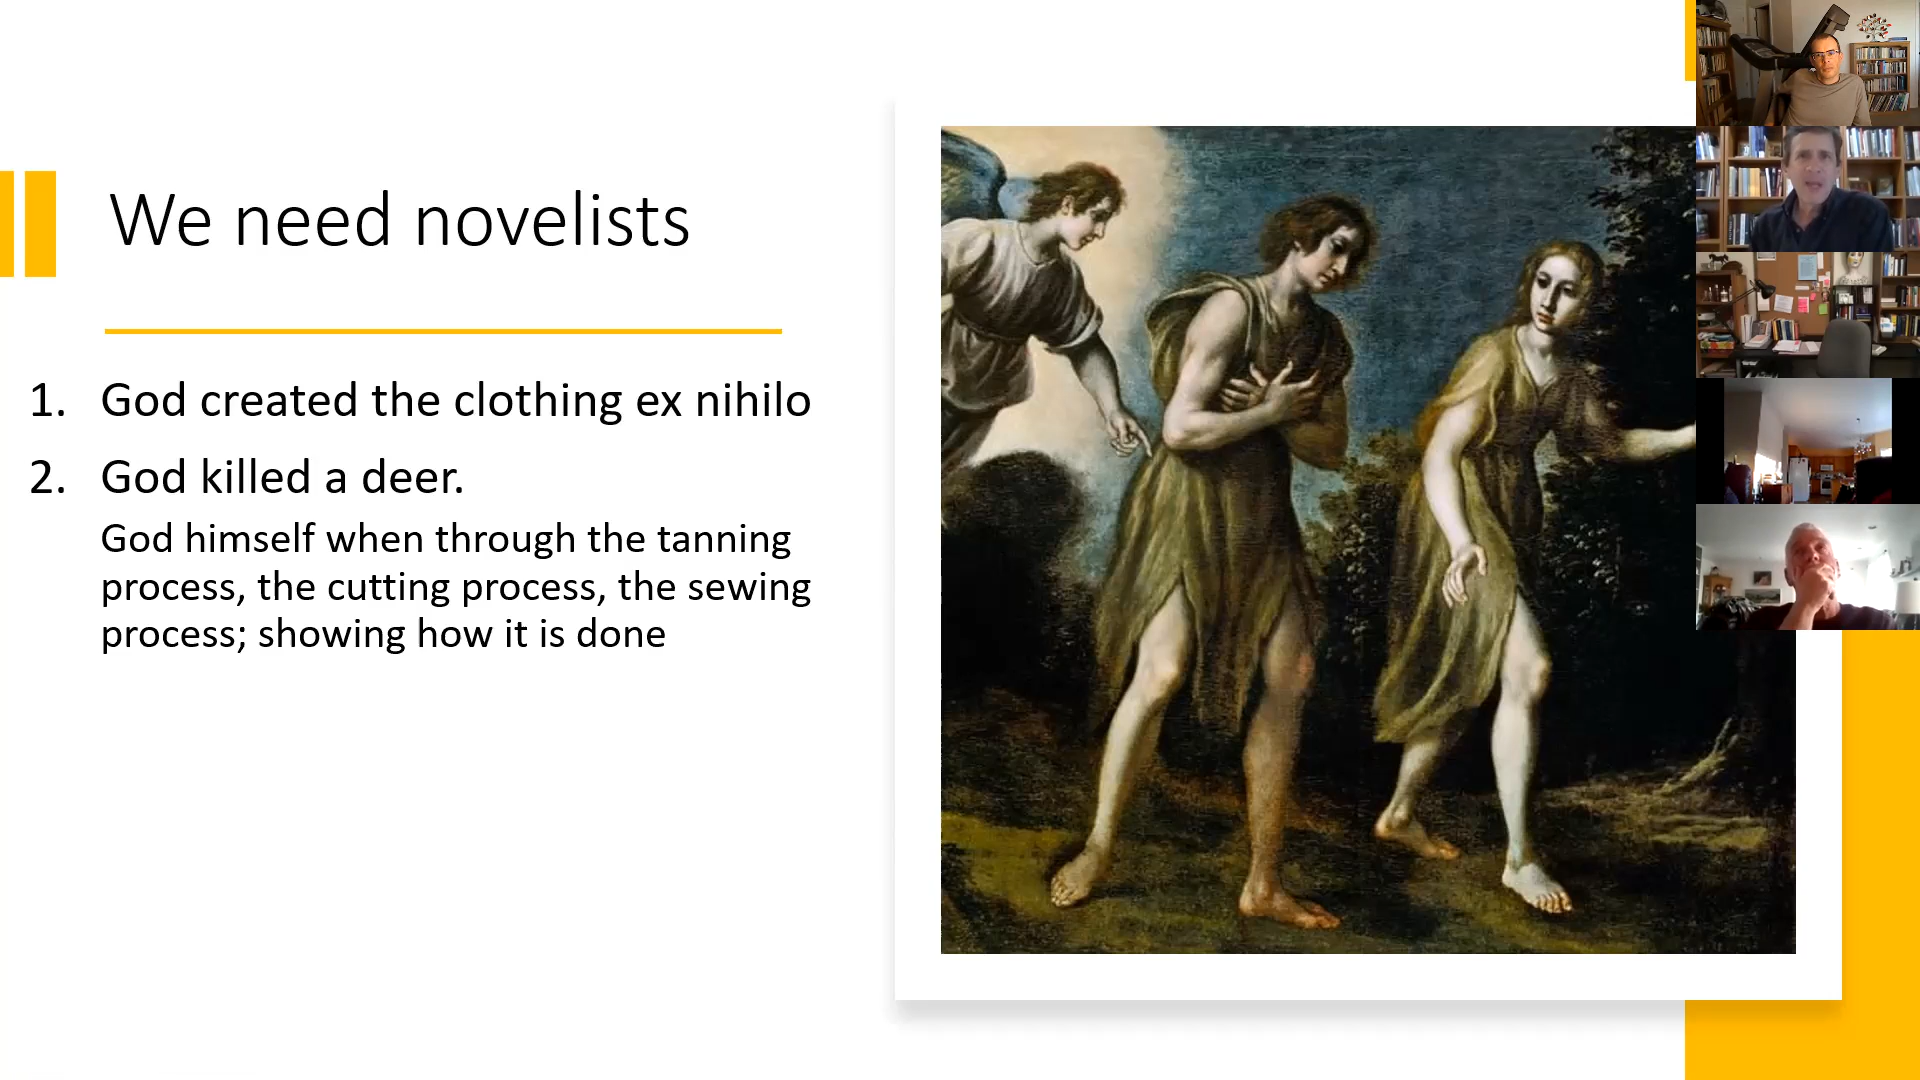 We need novelists
1. God created the clothing ex nihilo
2. God killed a deer.
God himself when through the tanning
process, the cutting process, the sewing
process; showing how it is done